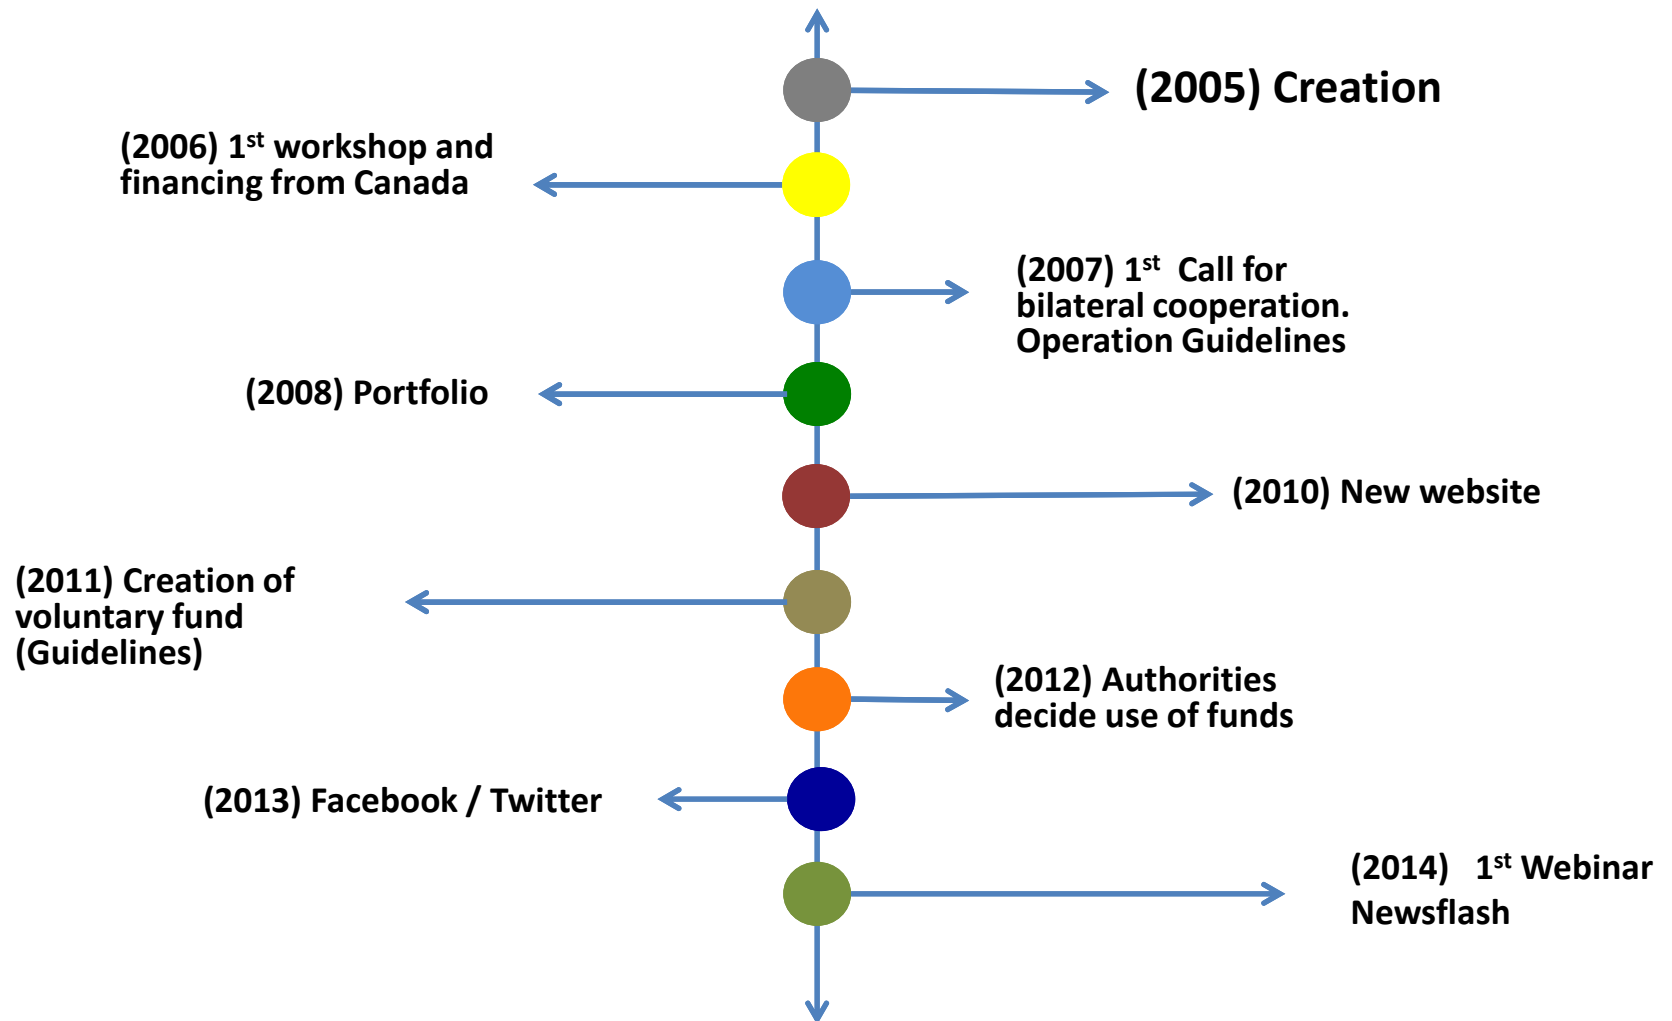 (2005) Creation
(2006) 1st workshop and
financing from Canada
(2007) 1st Call for
bilateral cooperation.
Operation Guidelines
(2008) Portfolio
(2010) New website
(2011) Creation of
voluntary fund
(Guidelines)
(2012) Authorities
decide use of funds
(2013) Facebook / Twitter
(2014) 1st Webinar
Newsflash